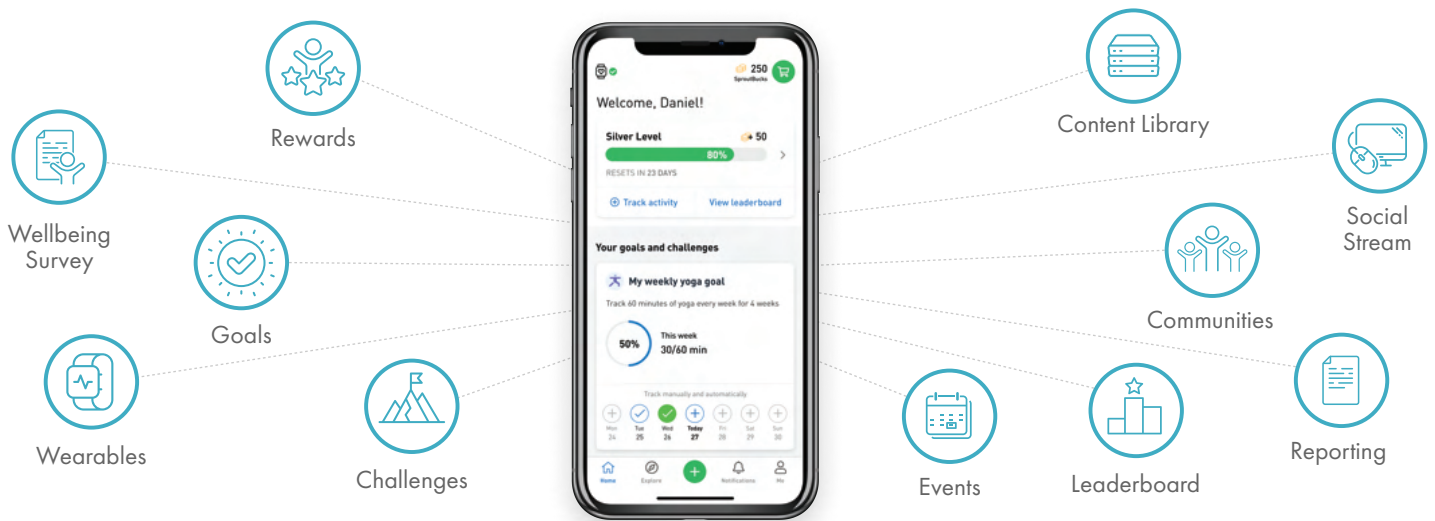 Rewards
Wellbeing
Survey
Goals
Wearables
Challenges
250
SproutBucks
Welcome, Daniel!
Silver Level
+ 50
80%
RESETS IN 23 DAYS
Track activity
View leaderboard
Your goals and challenges
My weekly yoga goal
Track 60 minutes of yoga every week for 4 weeks
50%
This week
30/60 min
Track manually and automatically
Mon Tue Wed Today Fri Sat Sun
24 25 26 27 28 29 30
Home Explore Notifications Me
Content Library
Social
Stream
Communities
Reporting
Events
Leaderboard